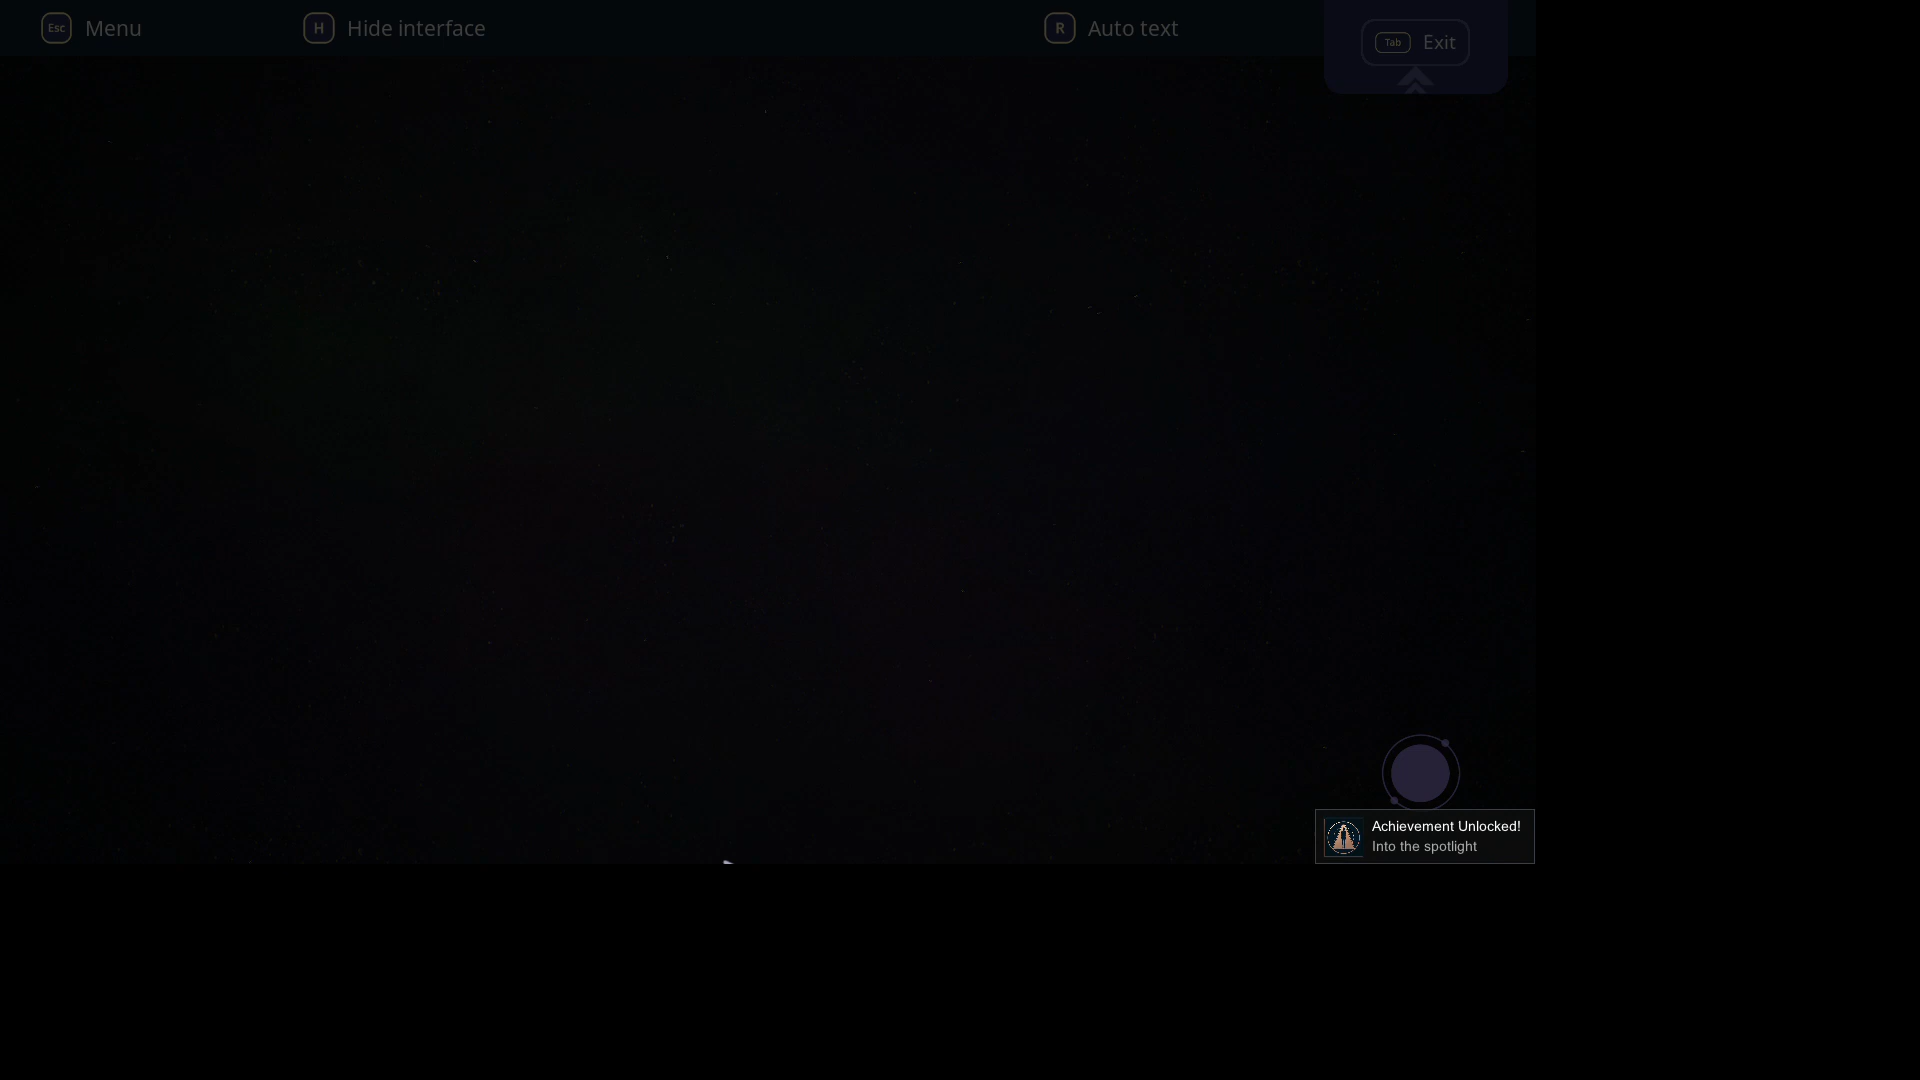 Esc Menu
H Hide interface
R Auto text
Tab Exit
Achievement Unlocked!
Into the spotlight